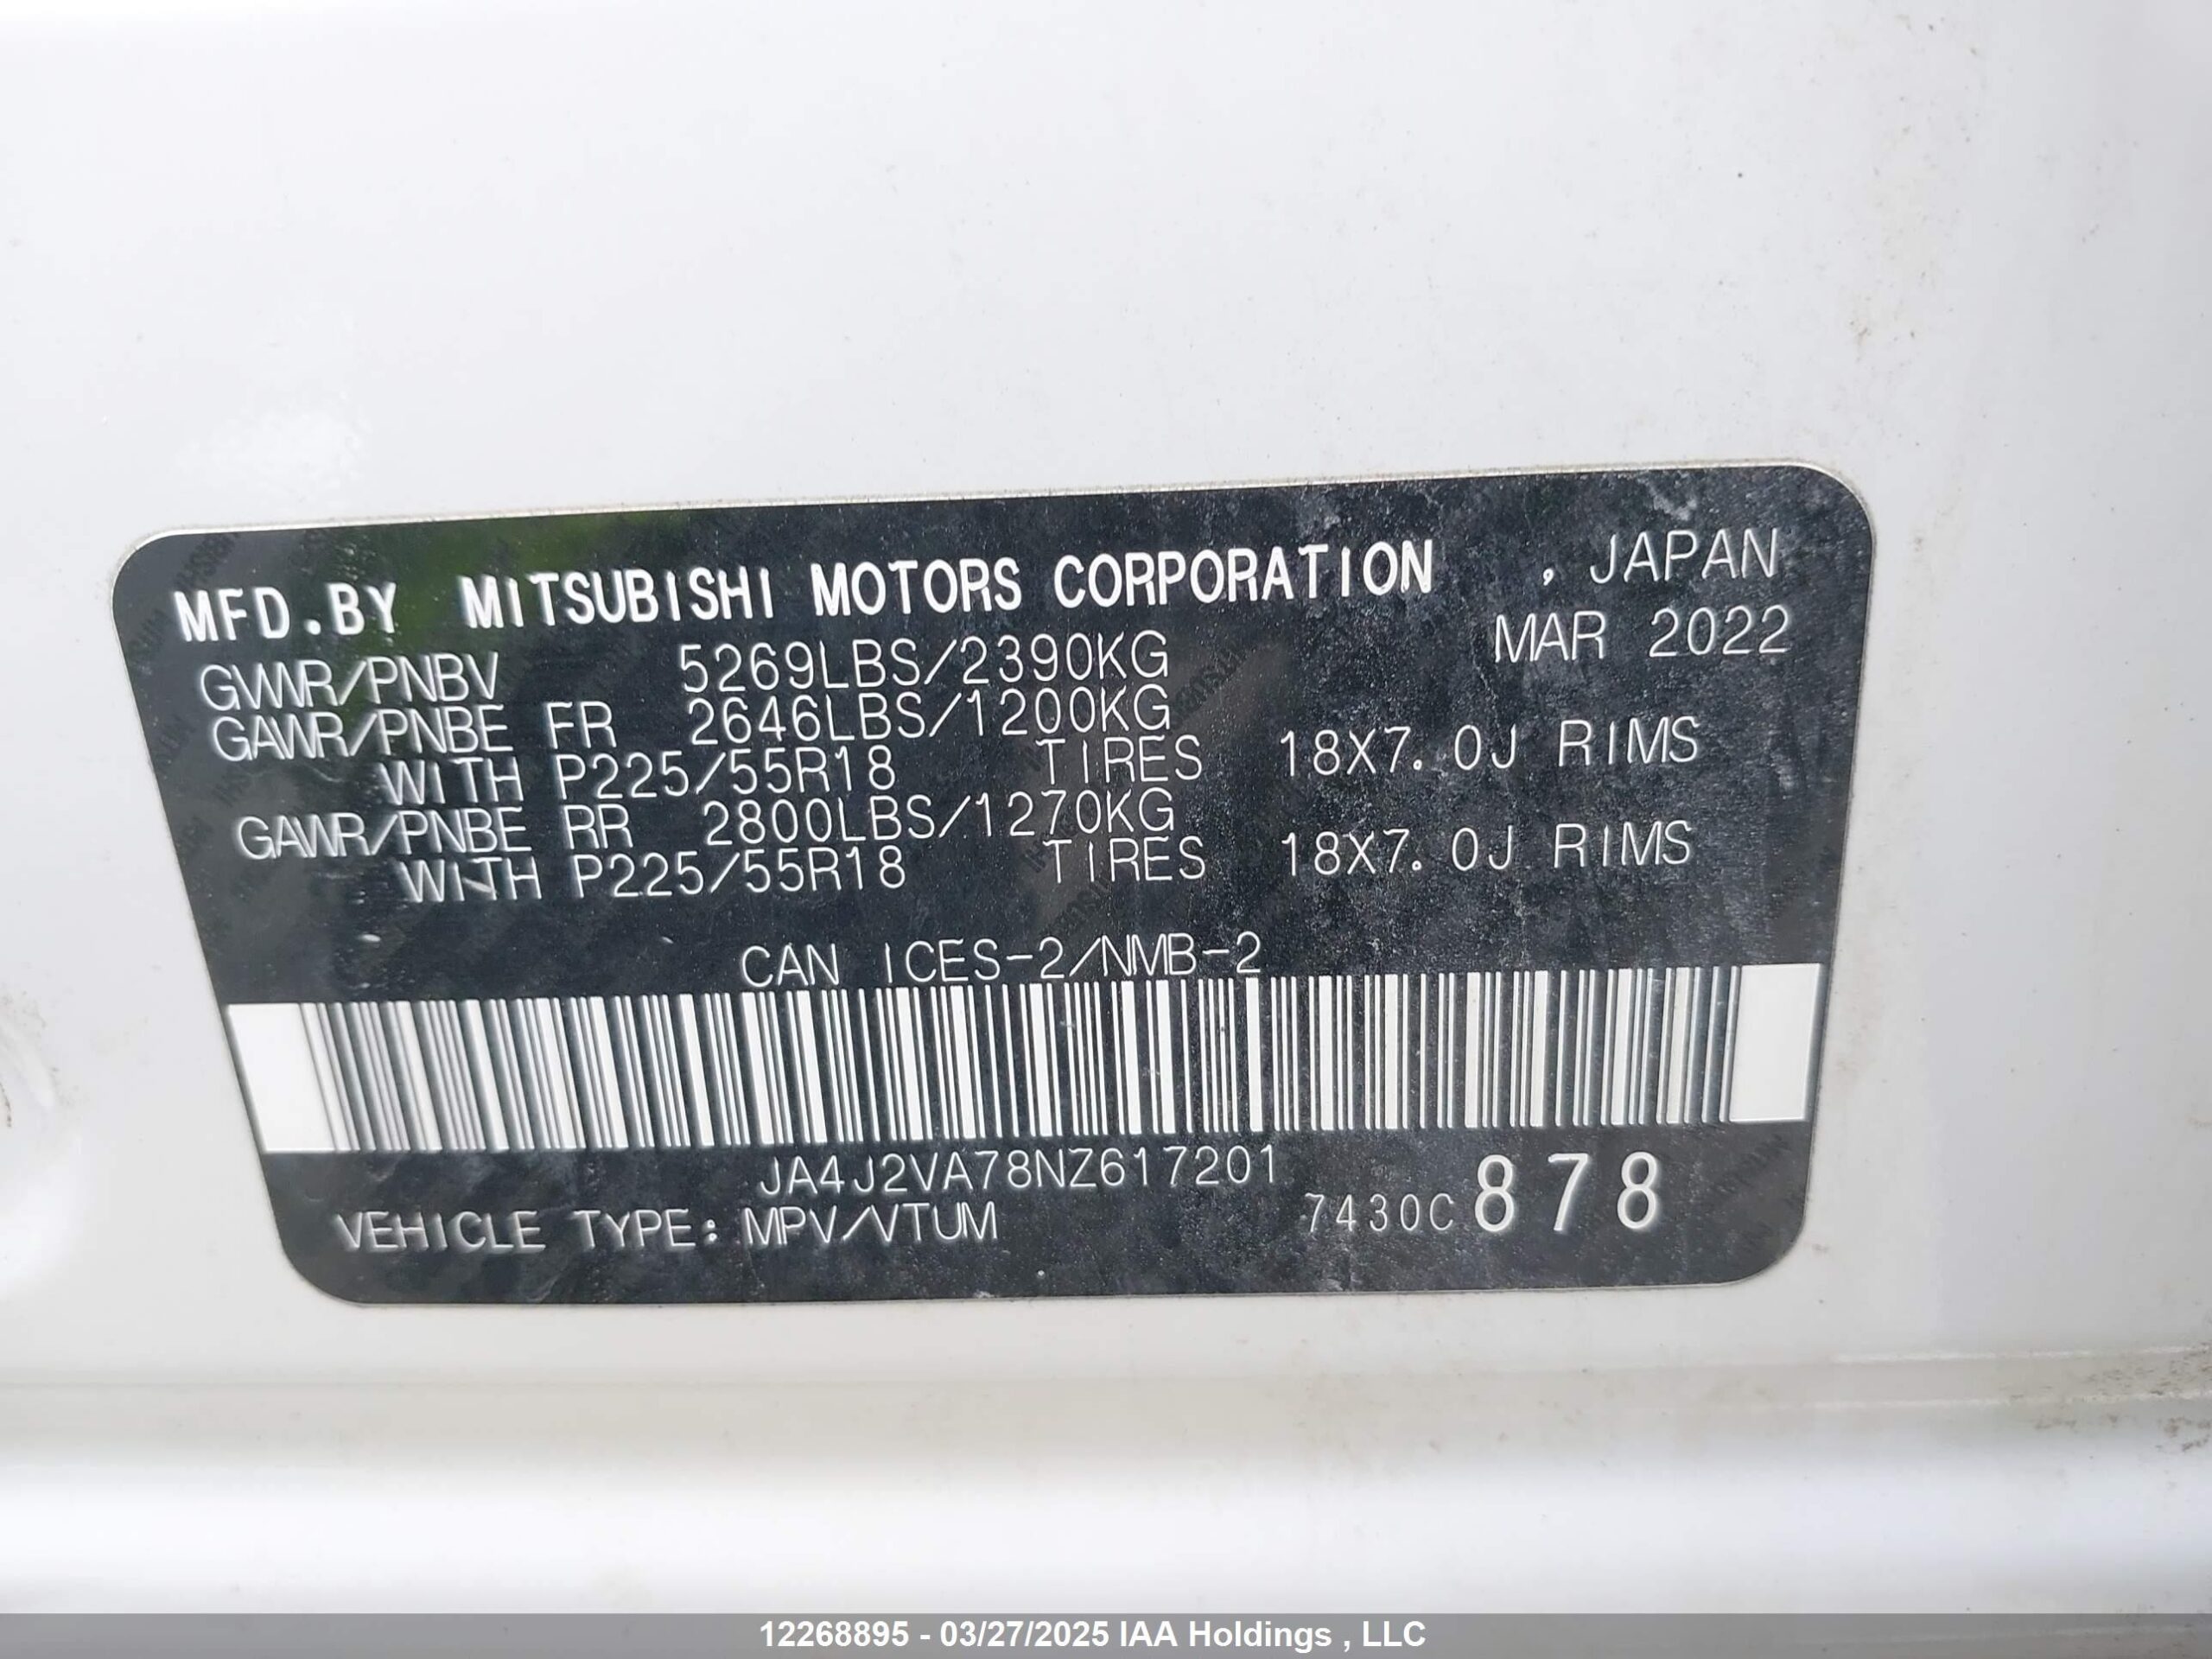 MFD.BY MITSUBISHI MOTORS CORPORATION , JAPAN
GVWR/PNBV 5269LBS/2390KG MAR 2022
GAWR/PNBE FR 2646LBS/1200KG
WITH P225/55R18 TIRES 18X7.0J RIMS
GAWR/PNBE RR 2800LBS/1270KG
WITH P225/55R18 TIRES 18X7.0J RIMS
CAN ICES-2/NMB-2
JA4J2VA78NZ617201
VEHICLE TYPE: MPV/VTUM 7430C 878
12268895 - 03/27/2025 IAA Holdings , LLC